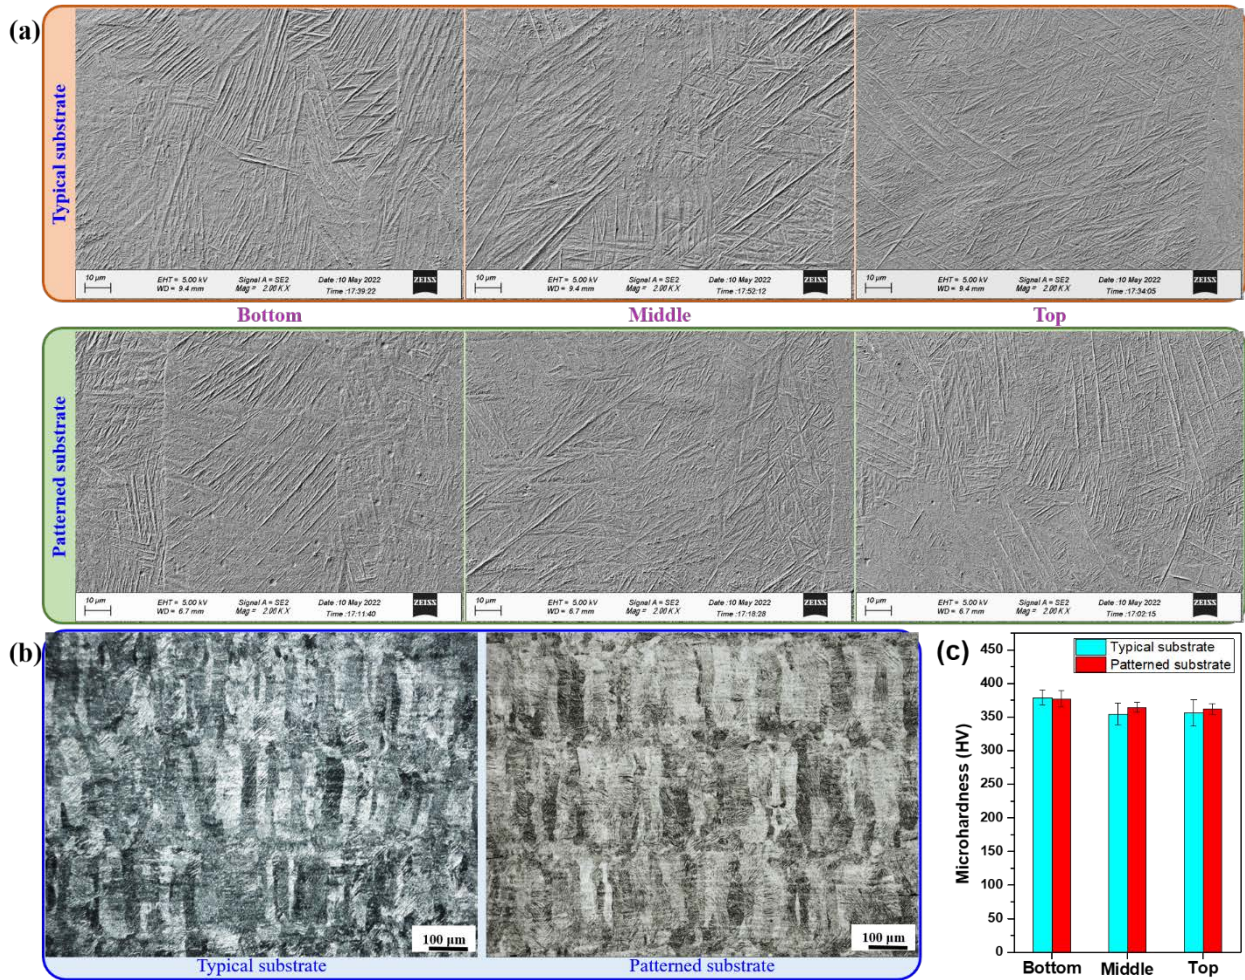 (a)
Typical substrate
10 µm
EHT = 5.00 kV
WD = 9.4 mm
Signal A = SE2
Mag = 2.00 K X
Date :10 May 2022
Time :17:39:22
ZEISS
10 µm
EHT = 5.00 kV
WD = 9.4 mm
Signal A = SE2
Mag = 2.00 K X
Date :10 May 2022
Time :17:52:12
ZEISS
10 µm
EHT = 5.00 kV
WD = 9.4 mm
Signal A = SE2
Mag = 2.00 K X
Date :10 May 2022
Time :17:34:05
ZEISS
Bottom
Middle
Top
Patterned substrate
10 µm
EHT = 5.00 kV
WD = 6.7 mm
Signal A = SE2
Mag = 2.00 K X
Date :10 May 2022
Time :17:11:40
ZEISS
10 µm
EHT = 5.00 kV
WD = 6.7 mm
Signal A = SE2
Mag = 2.00 K X
Date :10 May 2022
Time :17:18:28
ZEISS
10 µm
EHT = 5.00 kV
WD = 6.7 mm
Signal A = SE2
Mag = 2.00 K X
Date :10 May 2022
Time :17:02:15
ZEISS
(b)
100 µm
Typical substrate
100 µm
Patterned substrate
(c)
Typical substrate
Patterned substrate
Microhardness (HV)
450
400
350
300
250
200
150
100
50
0
Bottom
Middle
Top